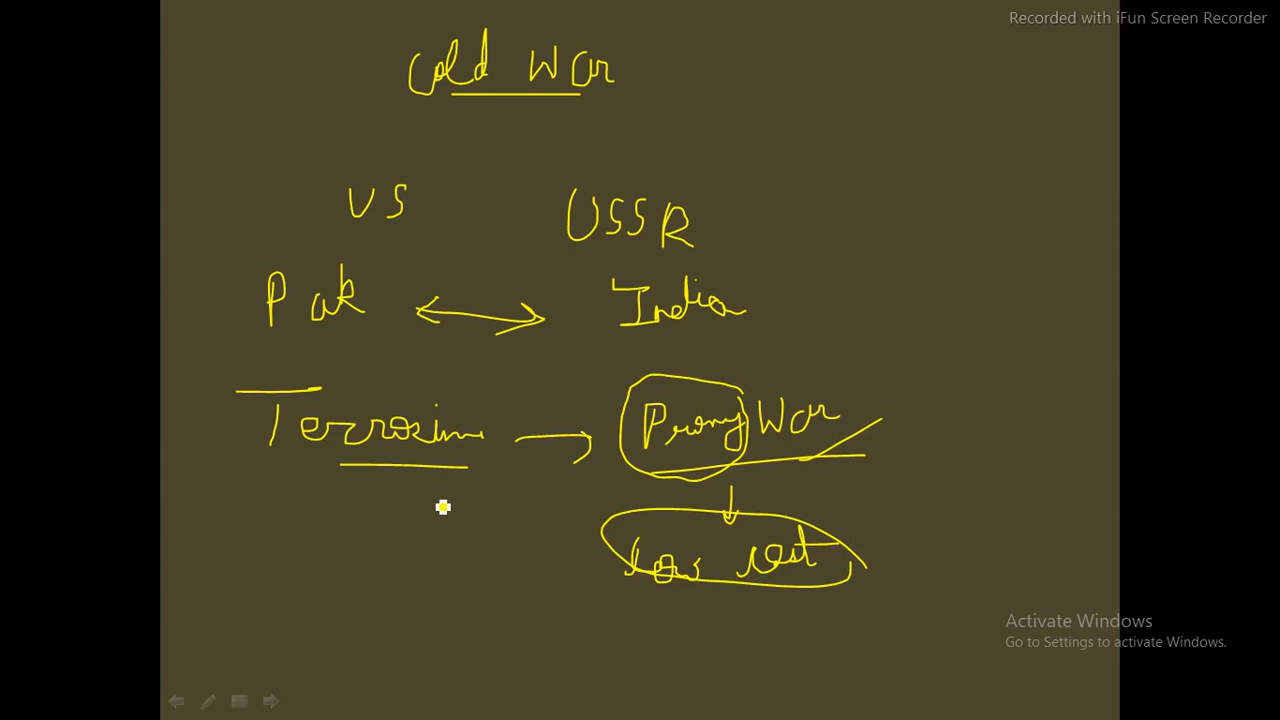 Recorded with iFun Screen Recorder
Cold War
US USSR
Pak ↔ India
Terrorism → Proxy War
↓
Low cost
Activate Windows
Go to Settings to activate Windows.